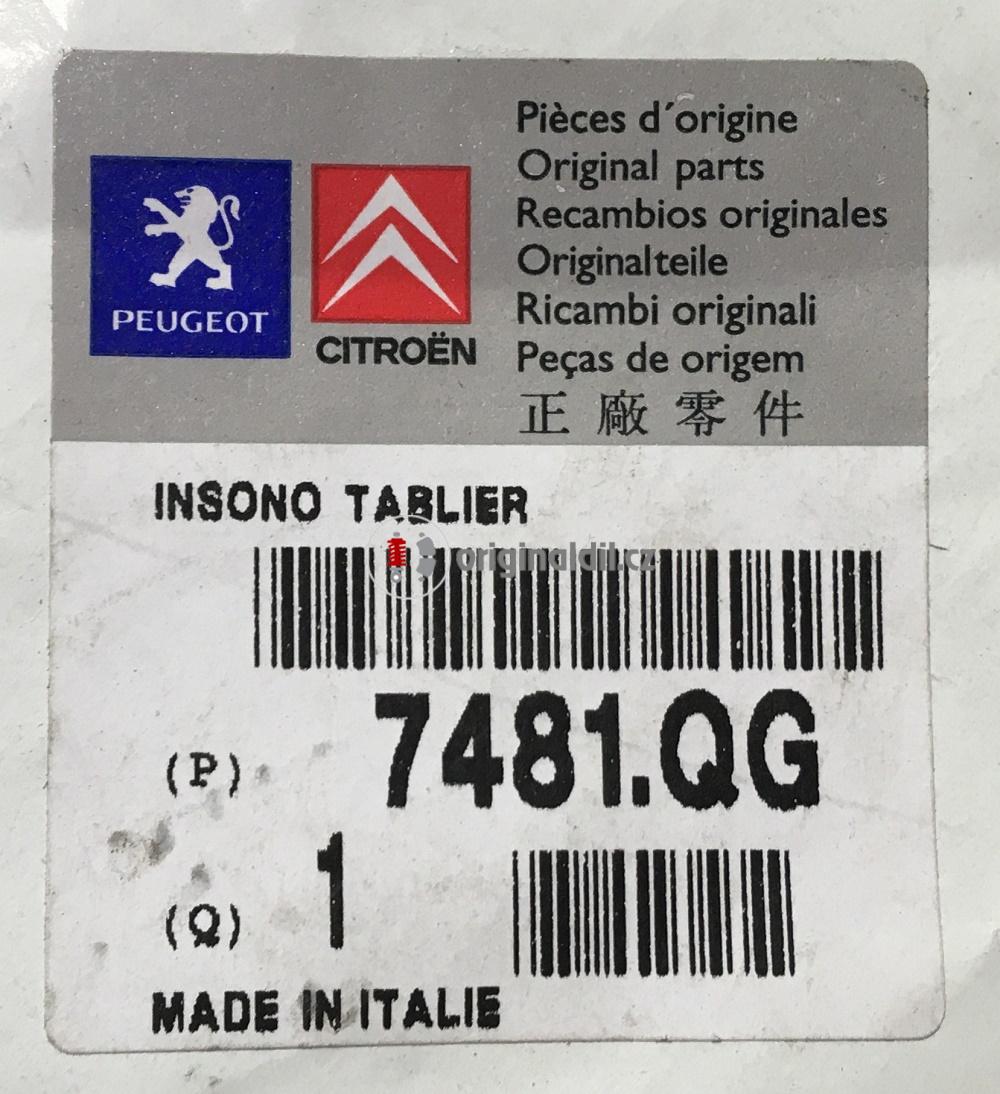 Pièces d´origine
Original parts
Recambios originales
Originalteile
Ricambi originali
Peças de origem
正廠零件
PEUGEOT
CITROËN
INSONO TABLIER
originaldil.cz
(P) 7481.QG
(Q) 1
MADE IN ITALIE